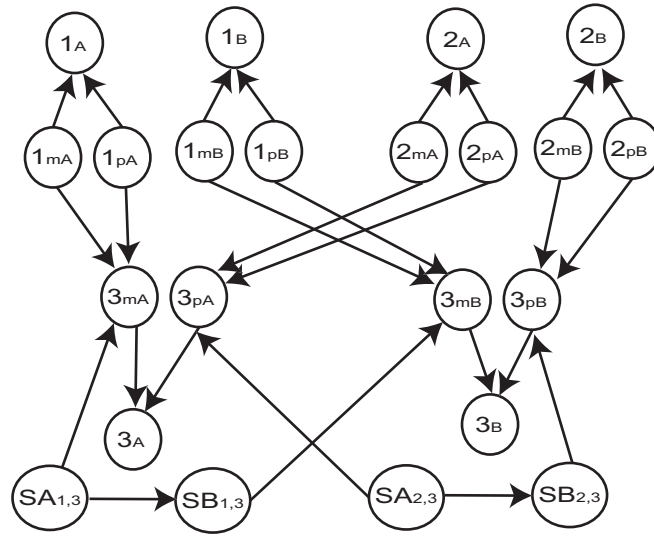 1A 1B 2A 2B
1mA 1pA 1mB 1pB 2mA 2pA 2mB 2pB
3mA 3pA 3mB 3pB
3A 3B
SA1,3 SB1,3 SA2,3 SB2,3